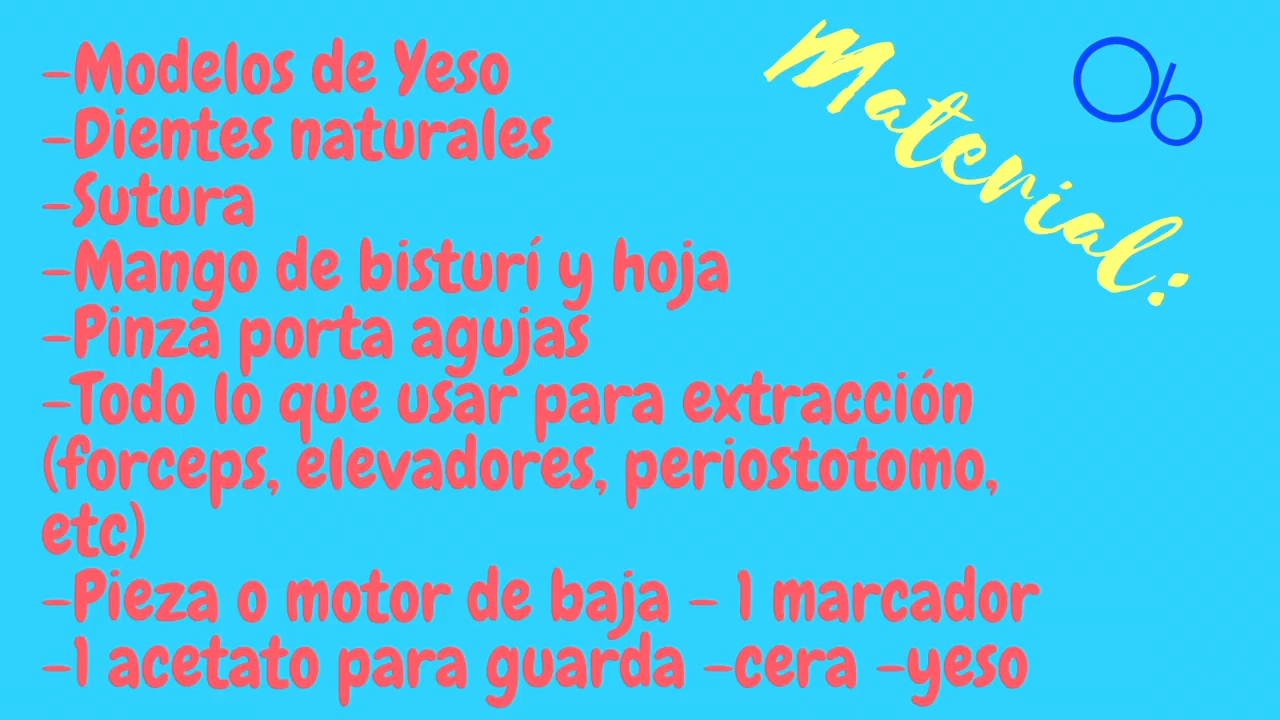 -Modelos de Yeso
-Dientes naturales
-Sutura
-Mango de bisturí y hoja
-Pinza porta agujas
-Todo lo que usar para extracción
(forceps, elevadores, periostotomo,
etc)
-Pieza o motor de baja - 1 marcador
-1 acetato para guarda -cera -yeso
Material:
Ob